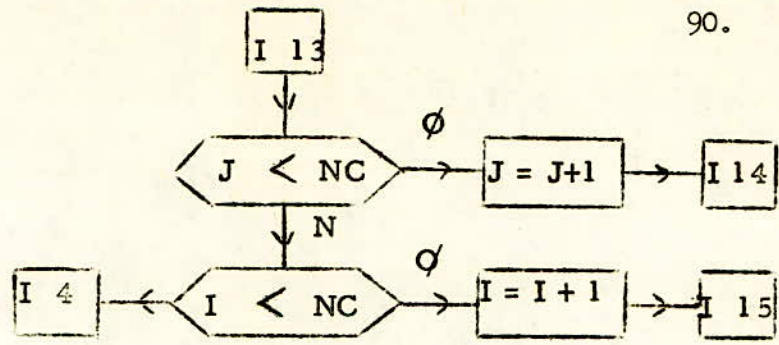 90.
I 13
Ø
J < NC
J = J+1
I 14
N
Ø
I 4
I < NC
I = I + 1
I 15